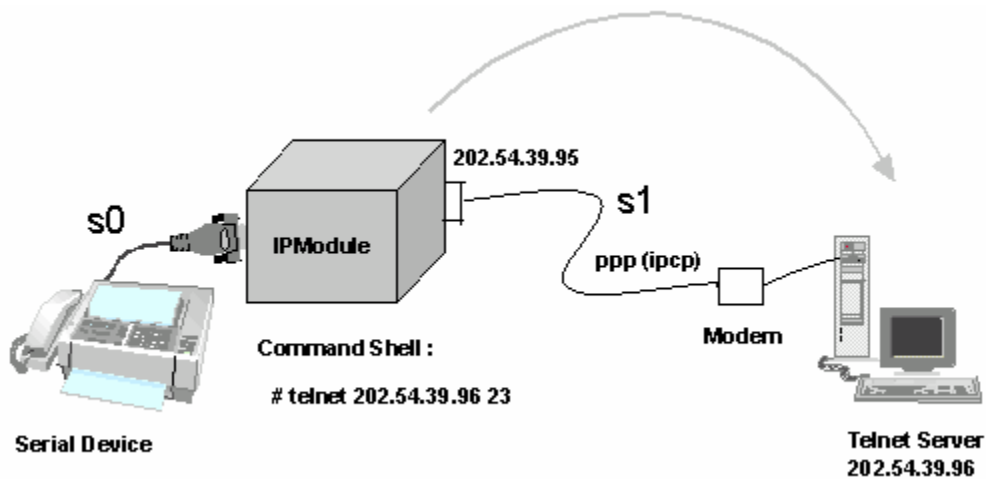 202.54.39.95
s0
s1
IPModule
ppp (ipcp)
Modem
Command Shell :
# telnet 202.54.39.96 23
Serial Device
Telnet Server
202.54.39.96